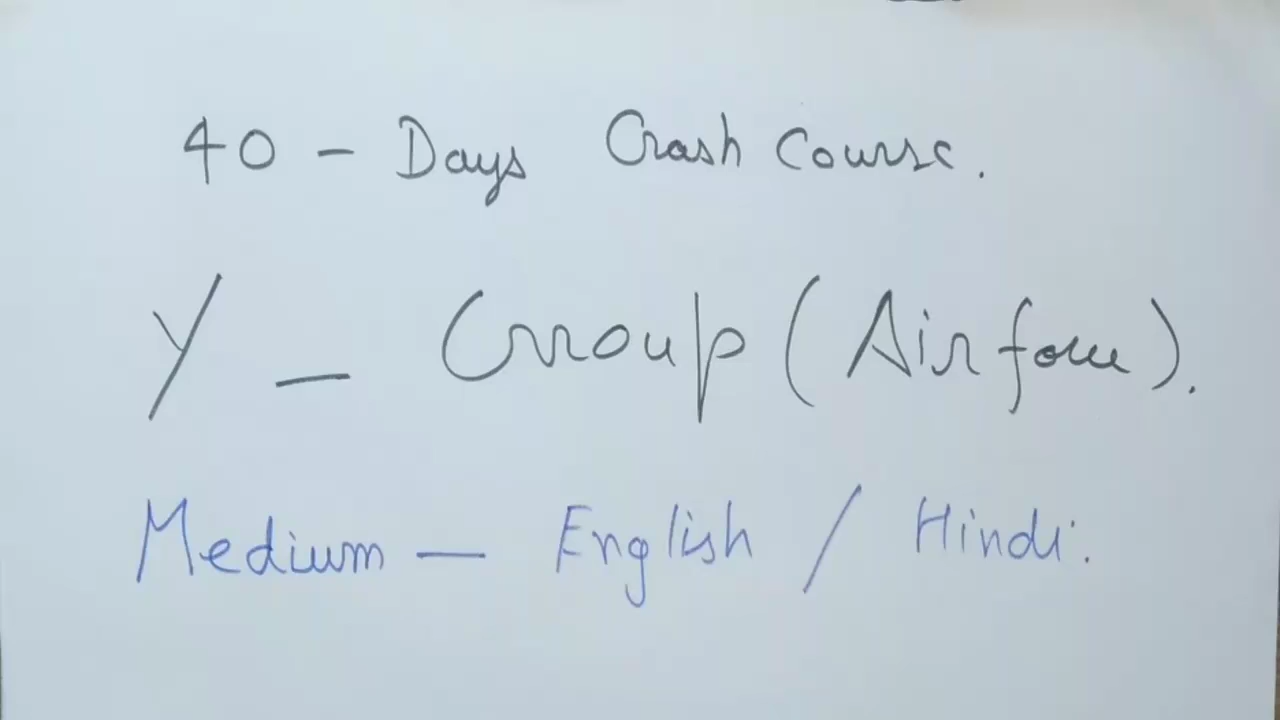 40 - Days Crash Course.
Y - Group (Airforce).
Medium - English / Hindi.